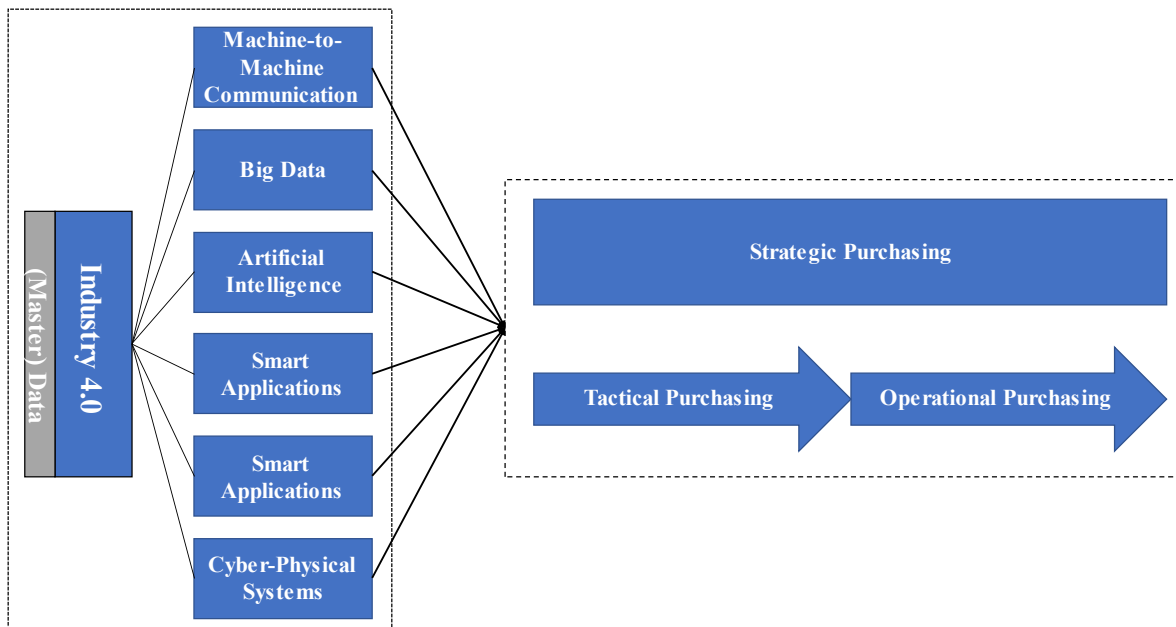 Machine-to-
Machine
Communication
Big Data
Artificial
Intelligence
Smart
Applications
Smart
Applications
Cyber-Physical
Systems
Industry 4.0
(Master) Data
Strategic Purchasing
Tactical Purchasing
Operational Purchasing